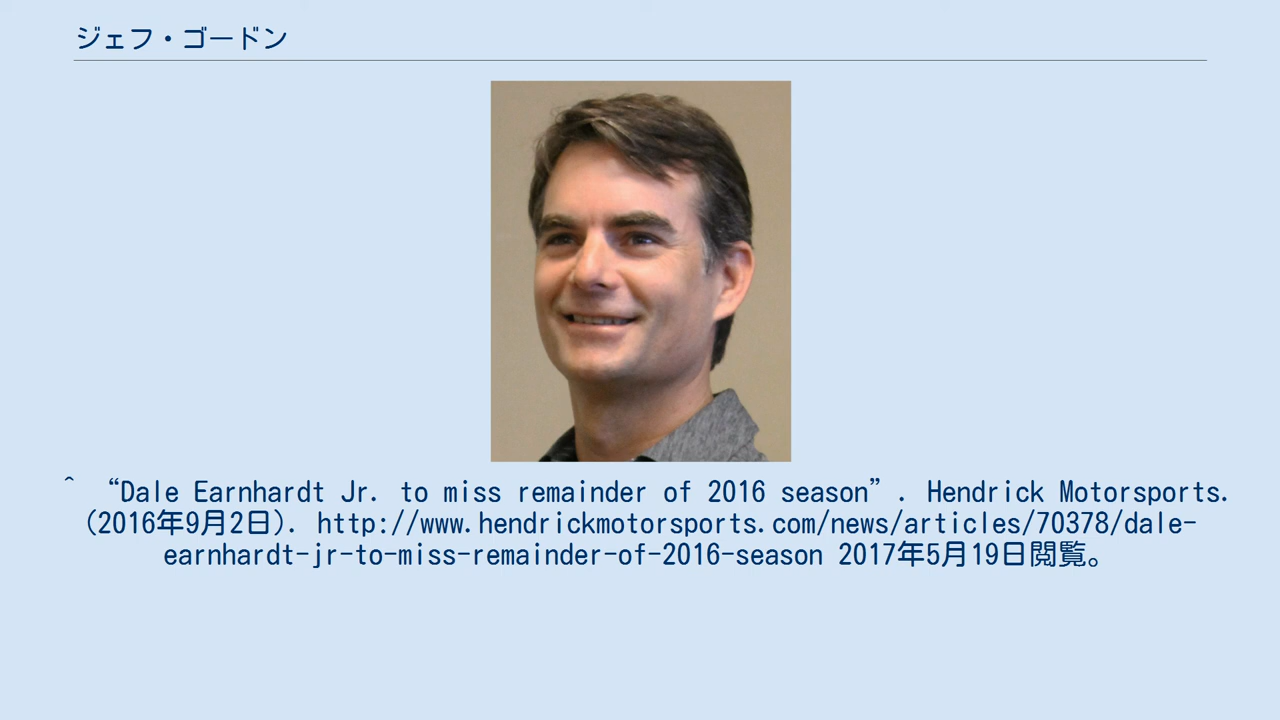 ジェフ・ゴードン
^ “Dale Earnhardt Jr. to miss remainder of 2016 season”. Hendrick Motorsports.
(2016年9月2日). http://www.hendrickmotorsports.com/news/articles/70378/dale-
earnhardt-jr-to-miss-remainder-of-2016-season 2017年5月19日閲覧。